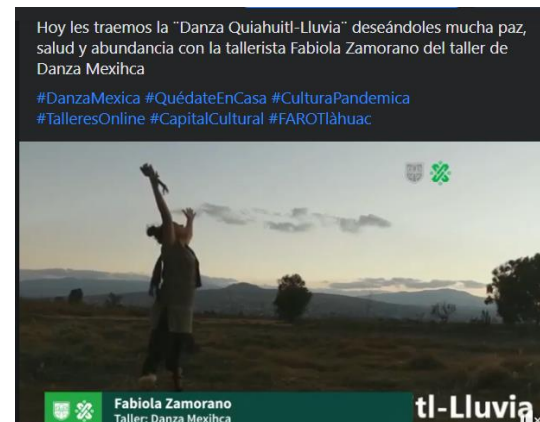 Hoy les traemos la ¨Danza Quiahuitl-Lluvia¨ deseándoles mucha paz,
salud y abundancia con la tallerista Fabiola Zamorano del taller de
Danza Mexihca
#DanzaMexica #QuédateEnCasa #CulturaPandemica
#TalleresOnline #CapitalCultural #FAROTlàhuac
Fabiola Zamorano
Taller: Danza Mexihca
tl-Lluvia